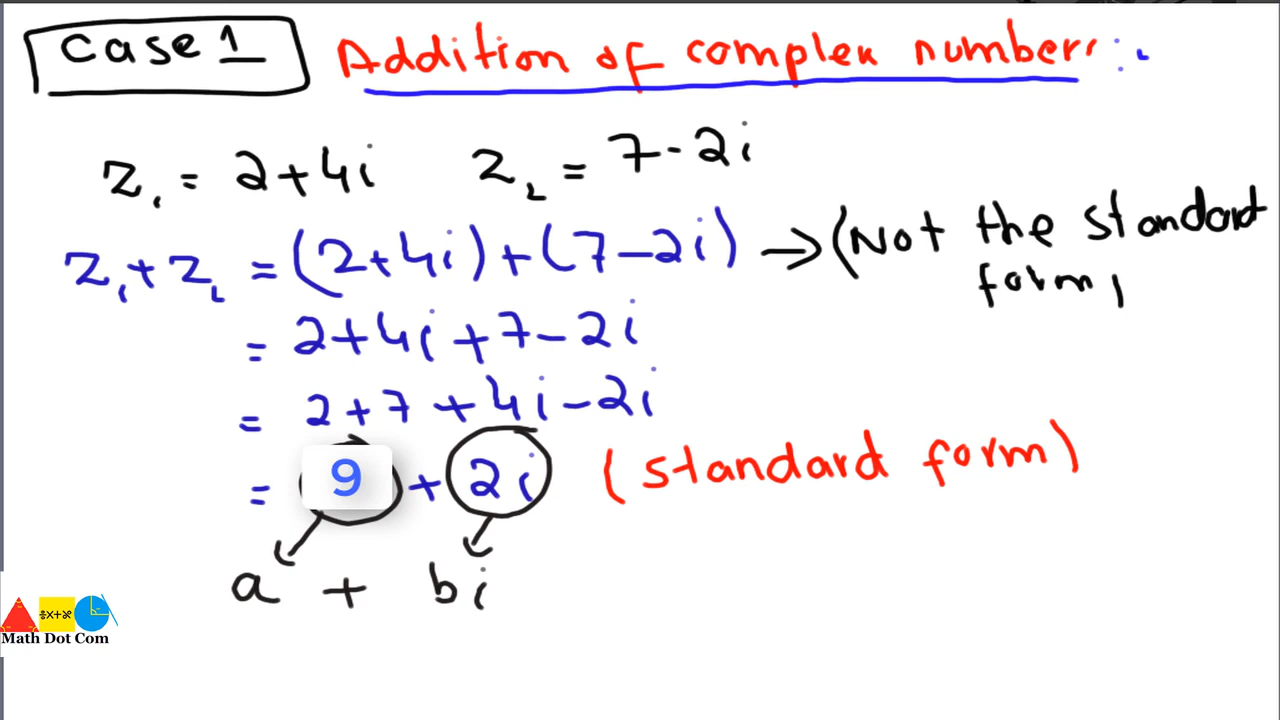 Case 1 Addition of complex number :
z₁ = 2+4i z₂ = 7-2i
z₁+z₂ = (2+4i)+(7-2i) → (Not the standard
form)
= 2+4i+7-2i
= 2+7+4i-2i
= 9 + 2i (standard form)
a + bi
÷x+×
Math Dot Com